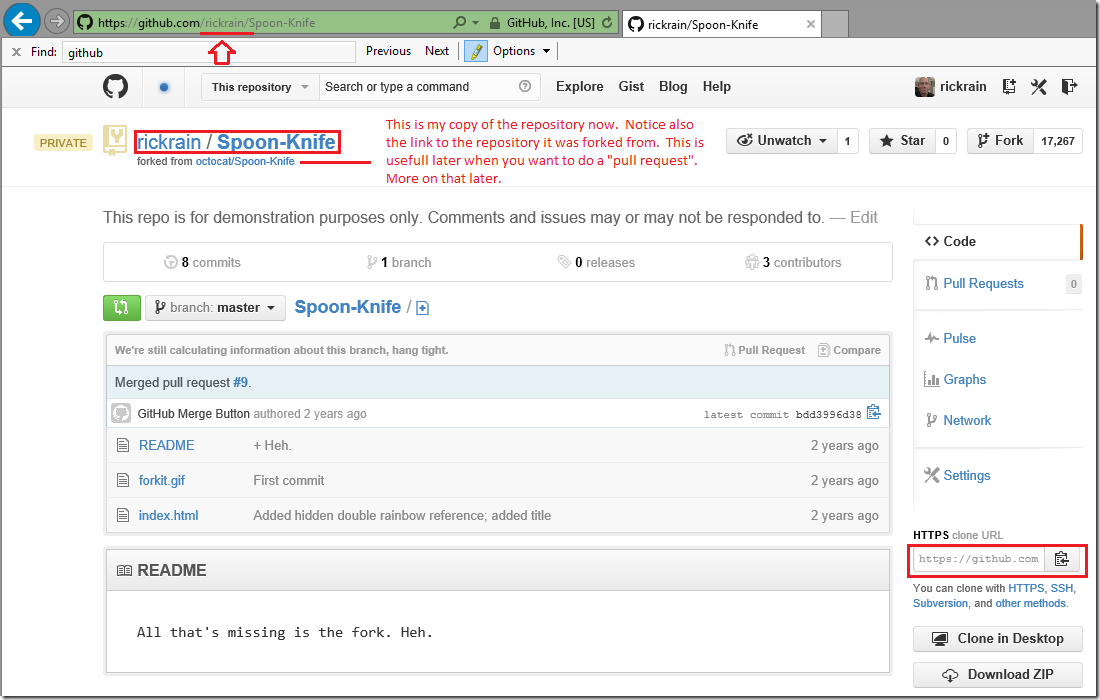 https://github.com/rickrain/Spoon-Knife
GitHub, Inc. [US]
rickrain/Spoon-Knife
Find: github
Previous Next Options
This repository
Search or type a command
Explore Gist Blog Help
rickrain
PRIVATE
rickrain / Spoon-Knife
forked from octocat/Spoon-Knife
This is my copy of the repository now. Notice also
the link to the repository it was forked from. This is
usefull later when you want to do a "pull request".
More on that later.
Unwatch 1
Star 0
Fork 17,267
This repo is for demonstration purposes only. Comments and issues may or may not be responded to. — Edit
8 commits
1 branch
0 releases
3 contributors
branch: master
Spoon-Knife /
We're still calculating information about this branch, hang tight.
Pull Request
Compare
Merged pull request #9.
GitHub Merge Button authored 2 years ago
latest commit bdd3996d38
README + Heh. 2 years ago
forkit.gif First commit 2 years ago
index.html Added hidden double rainbow reference; added title 2 years ago
README
All that's missing is the fork. Heh.
Code
Pull Requests 0
Pulse
Graphs
Network
Settings
HTTPS clone URL
https://github.com
You can clone with HTTPS, SSH,
Subversion, and other methods.
Clone in Desktop
Download ZIP